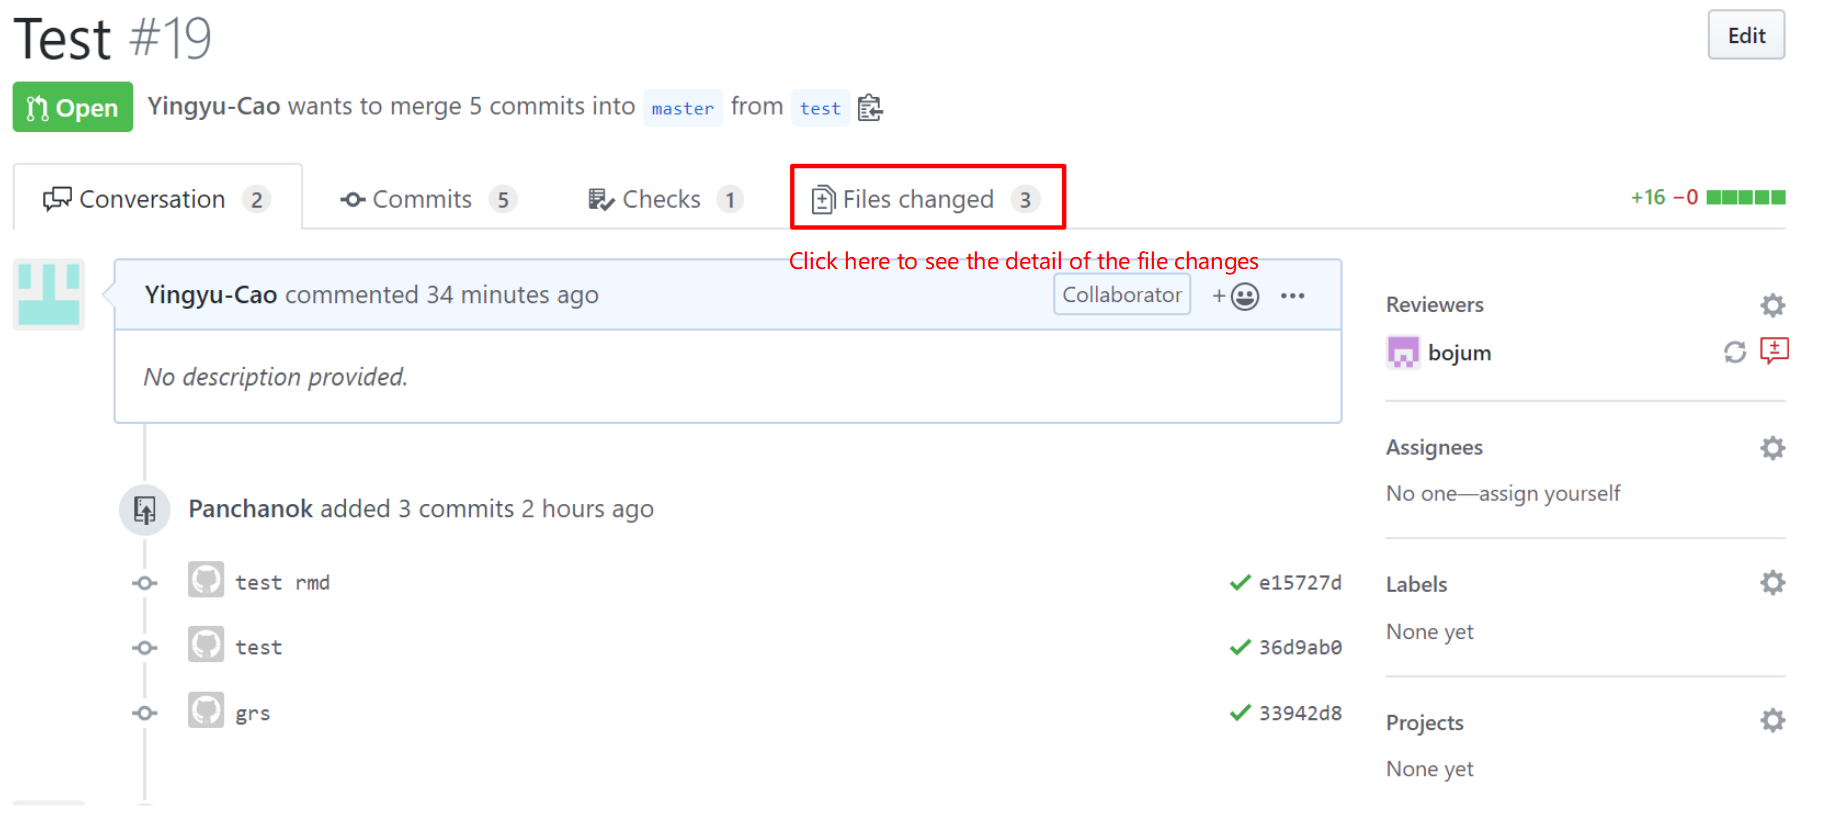 Test #19
Edit
Open Yingyu-Cao wants to merge 5 commits into master from test
Conversation 2 Commits 5 Checks 1 Files changed 3 +16 −0
Click here to see the detail of the file changes
Yingyu-Cao commented 34 minutes ago Collaborator + ...
No description provided.
Reviewers
bojum
Assignees
No one—assign yourself
Panchanok added 3 commits 2 hours ago
test rmd e15727d
test 36d9ab0
grs 33942d8
Labels
None yet
Projects
None yet